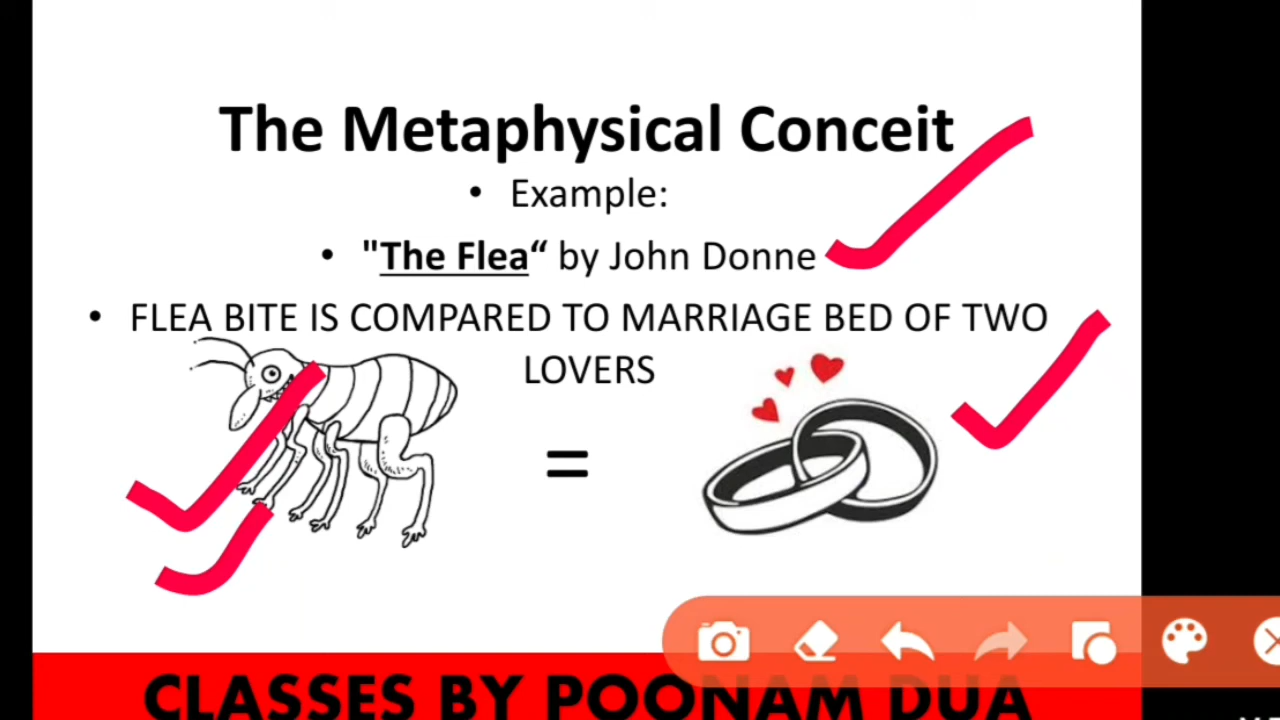 The Metaphysical Conceit
• Example:
• "The Flea“ by John Donne
• FLEA BITE IS COMPARED TO MARRIAGE BED OF TWO
LOVERS
=
CLASSES BY POONAM DUA